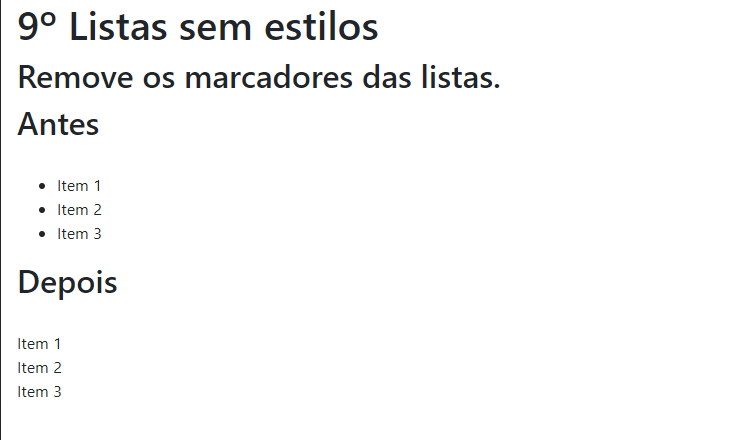 9º Listas sem estilos
Remove os marcadores das listas.
Antes
• Item 1
• Item 2
• Item 3
Depois
Item 1
Item 2
Item 3